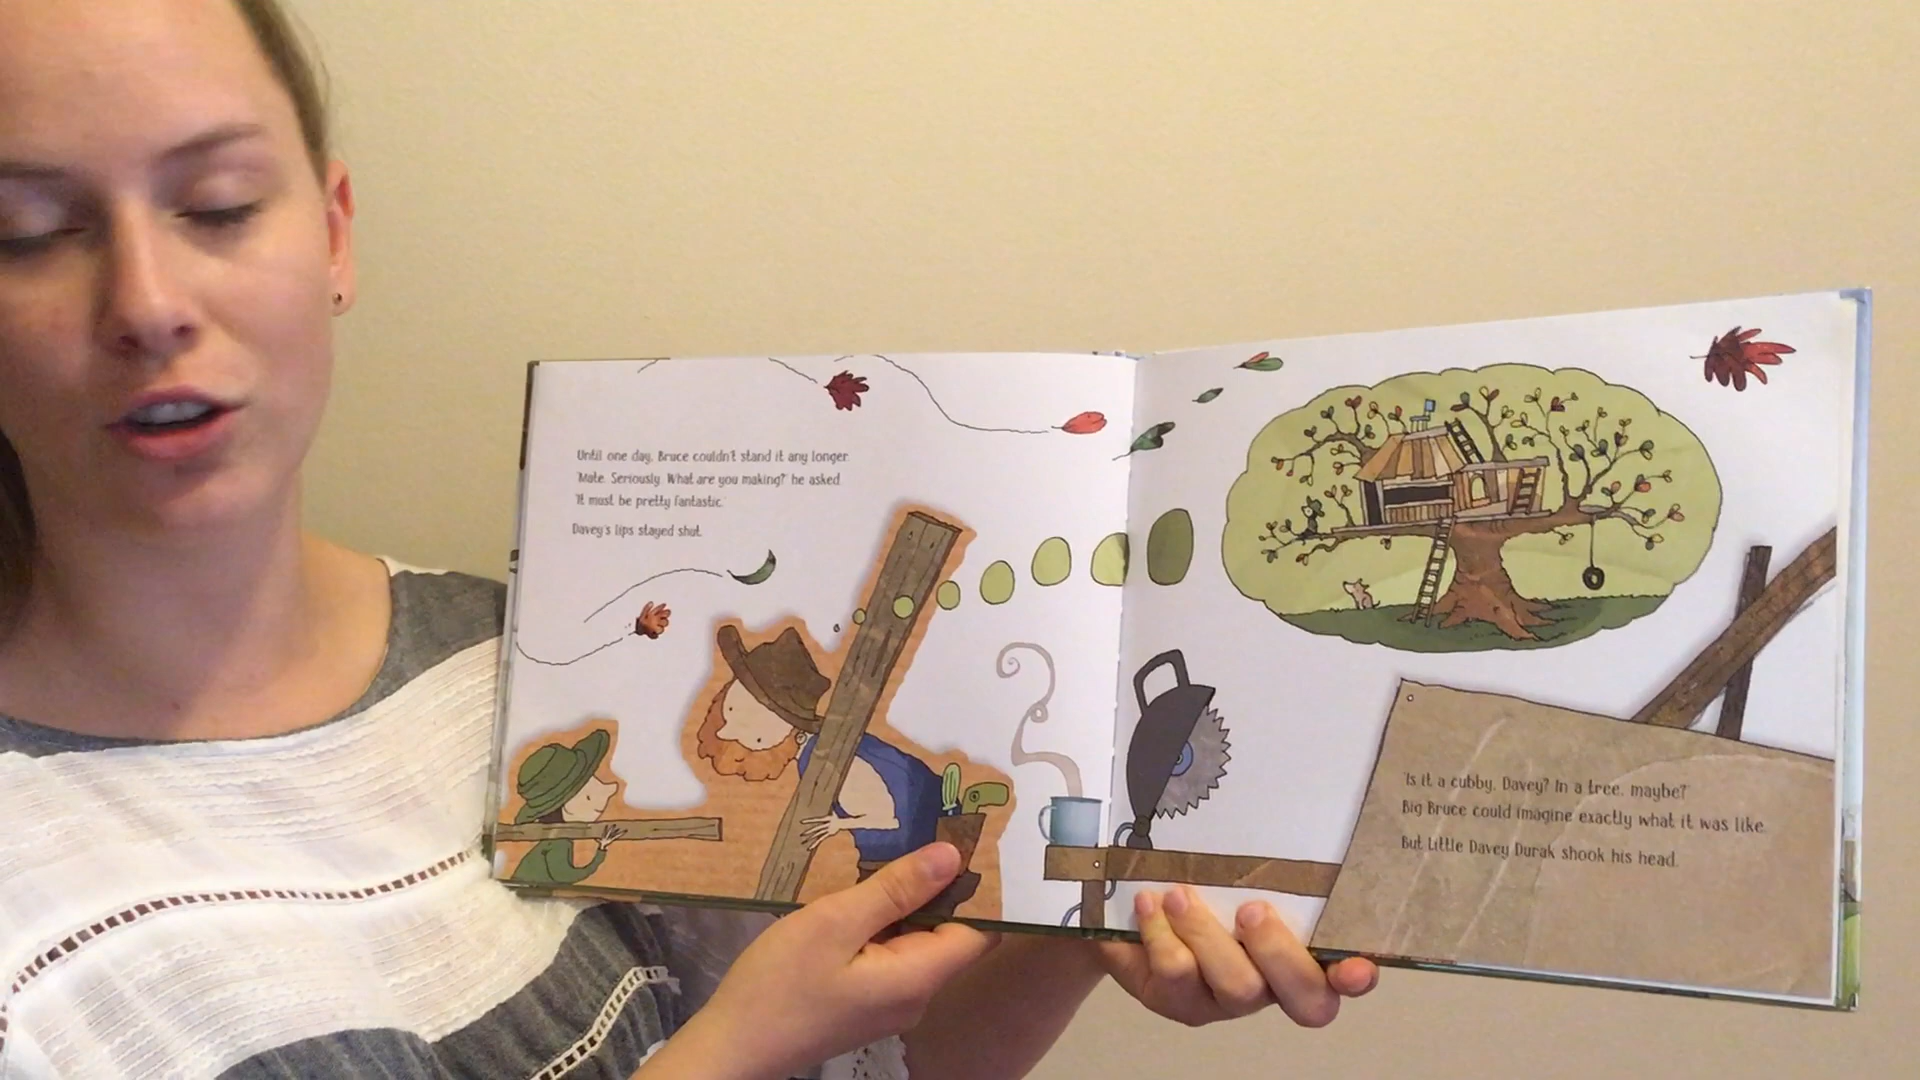 Until one day, Bruce couldn't stand it any longer.
'Mate. Seriously. What are you making?' he asked.
'It must be pretty fantastic.'
Davey's lips stayed shut.
'Is it a cubby, Davey? In a tree, maybe?'
Big Bruce could imagine exactly what it was like.
But Little Davey Durak shook his head.